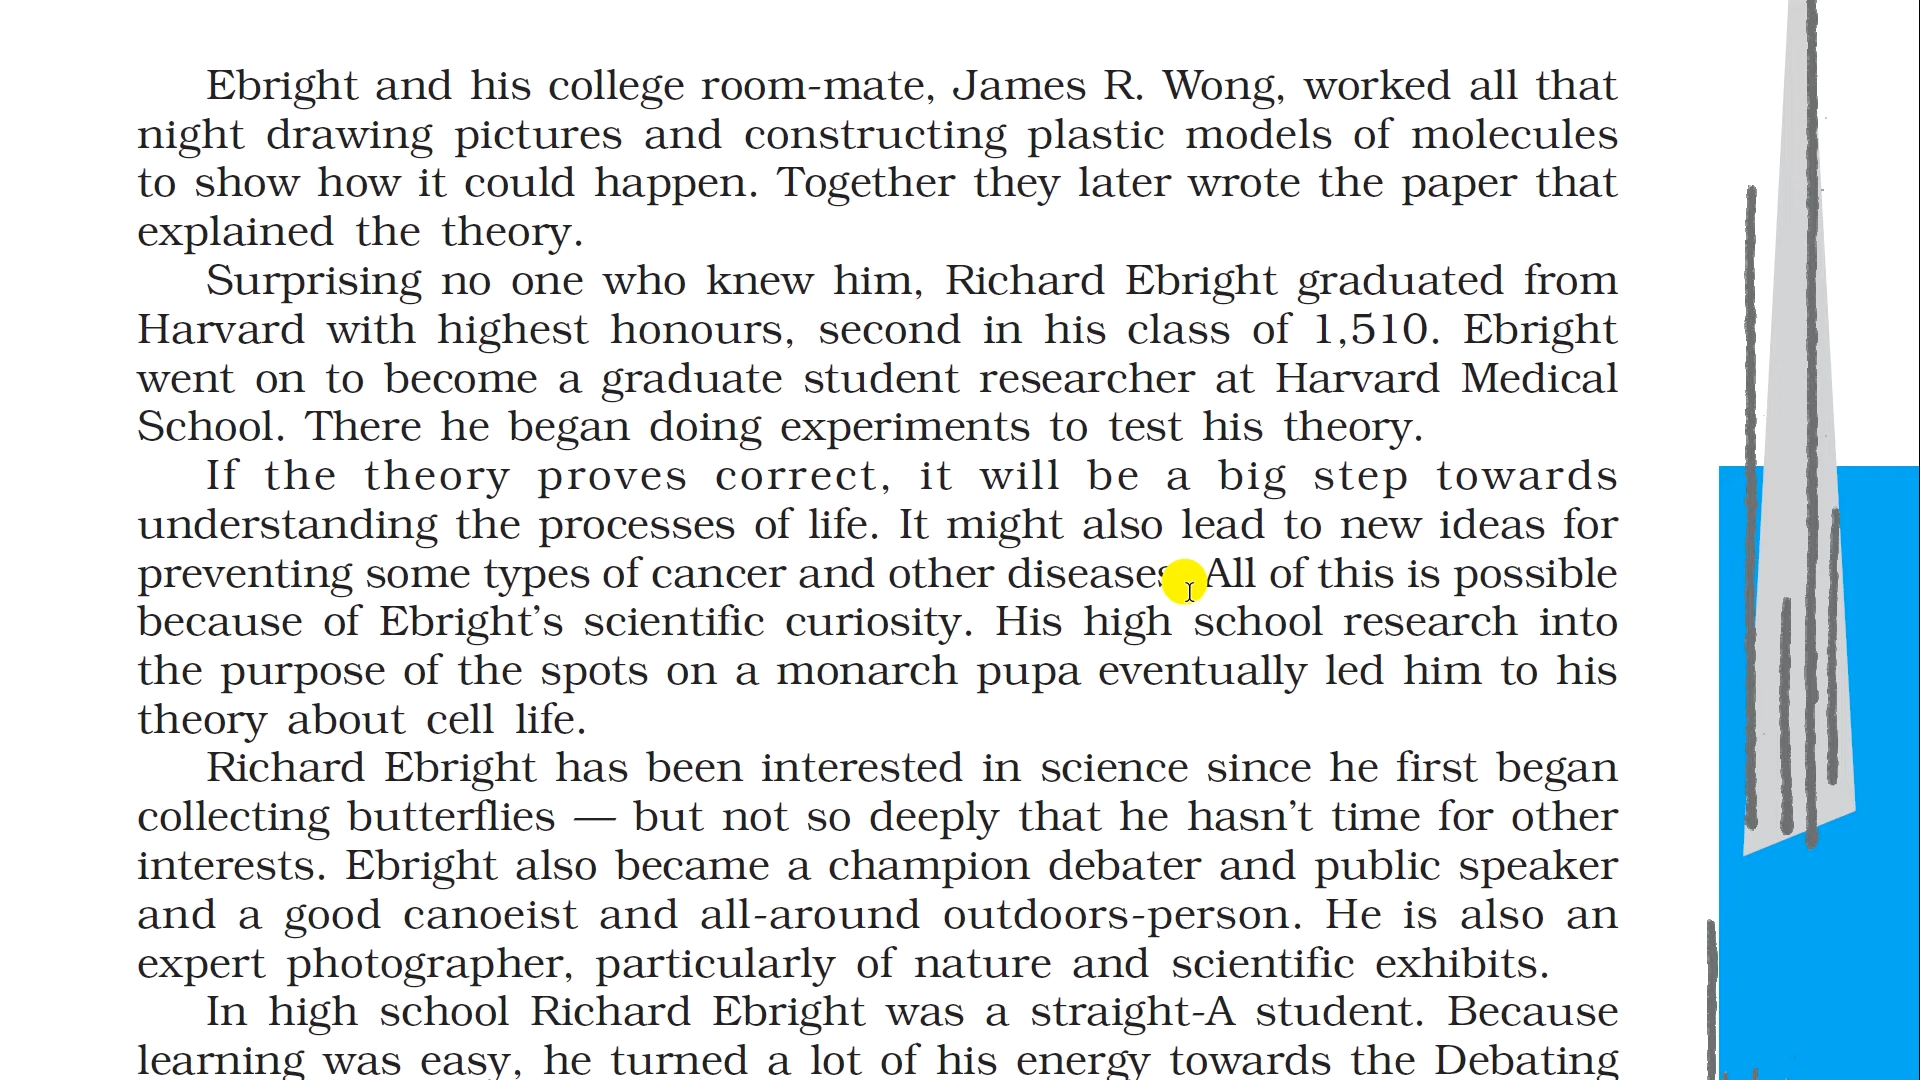 Ebright and his college room-mate, James R. Wong, worked all that
night drawing pictures and constructing plastic models of molecules
to show how it could happen. Together they later wrote the paper that
explained the theory.
Surprising no one who knew him, Richard Ebright graduated from
Harvard with highest honours, second in his class of 1,510. Ebright
went on to become a graduate student researcher at Harvard Medical
School. There he began doing experiments to test his theory.
If the theory proves correct, it will be a big step towards
understanding the processes of life. It might also lead to new ideas for
preventing some types of cancer and other diseases. All of this is possible
because of Ebright’s scientific curiosity. His high school research into
the purpose of the spots on a monarch pupa eventually led him to his
theory about cell life.
Richard Ebright has been interested in science since he first began
collecting butterflies — but not so deeply that he hasn’t time for other
interests. Ebright also became a champion debater and public speaker
and a good canoeist and all-around outdoors-person. He is also an
expert photographer, particularly of nature and scientific exhibits.
In high school Richard Ebright was a straight-A student. Because
learning was easy, he turned a lot of his energy towards the Debating